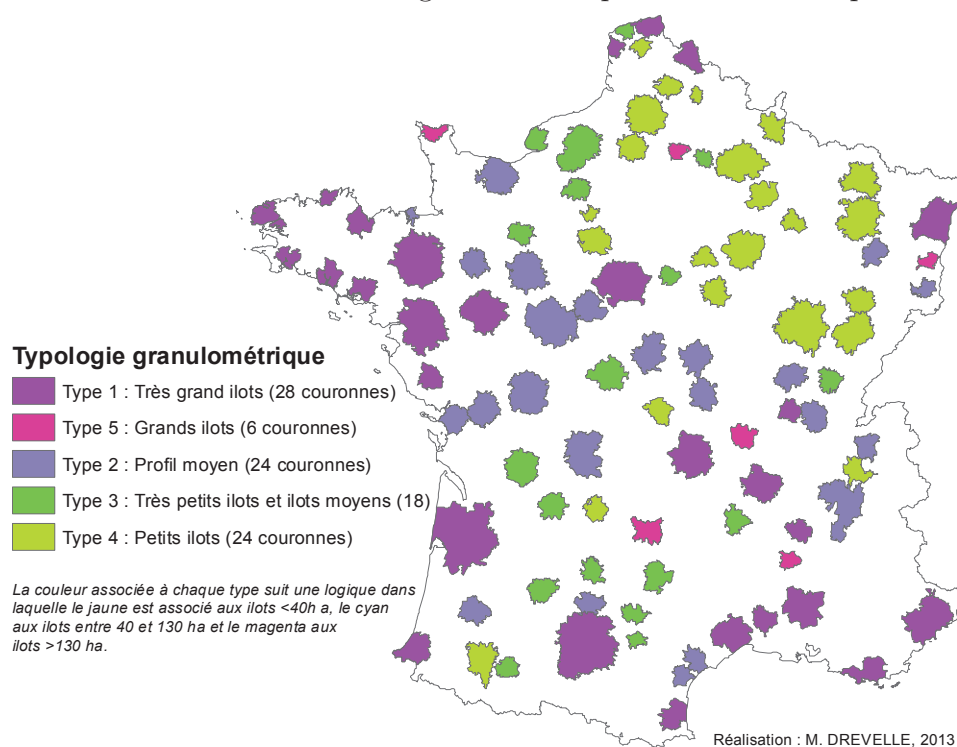 Typologie granulométrique
Type 1 : Très grand ilots (28 couronnes)
Type 5 : Grands ilots (6 couronnes)
Type 2 : Profil moyen (24 couronnes)
Type 3 : Très petits ilots et ilots moyens (18)
Type 4 : Petits ilots (24 couronnes)
La couleur associée à chaque type suit une logique dans
laquelle le jaune est associé aux ilots <40h a, le cyan
aux ilots entre 40 et 130 ha et le magenta aux
ilots >130 ha.
Réalisation : M. DREVELLE, 2013